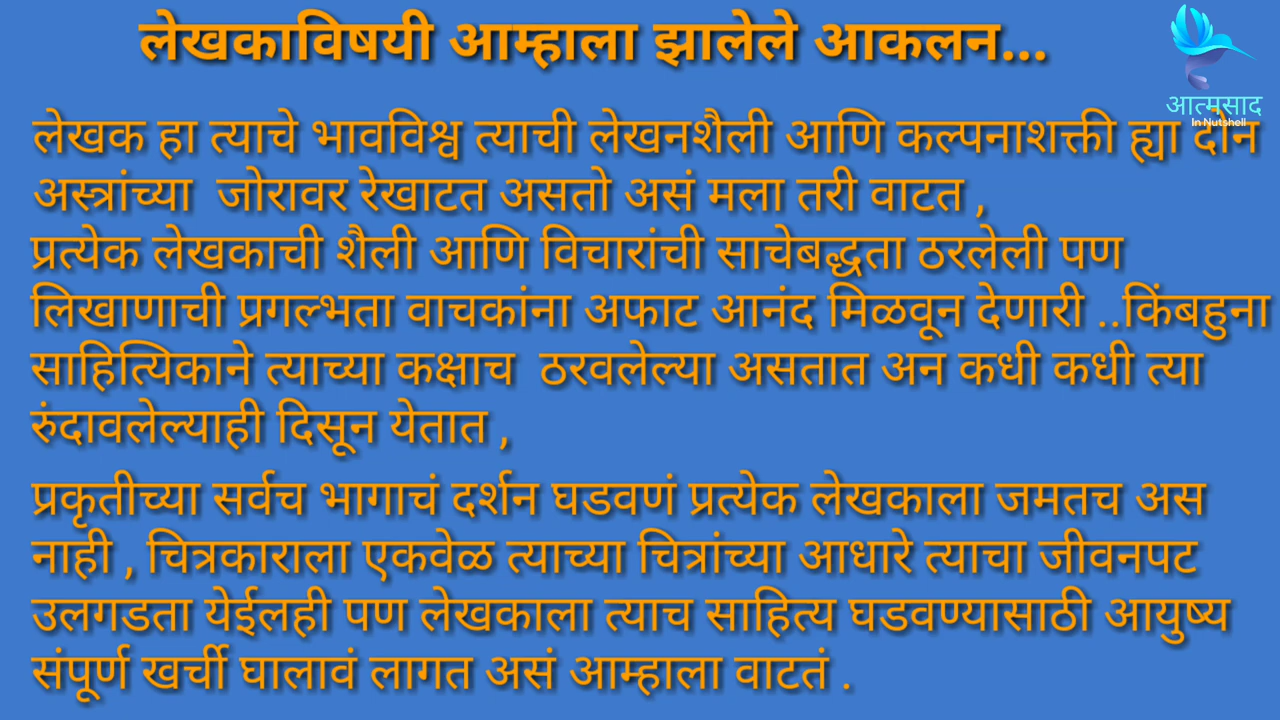 लेखकाविषयी आम्हाला झालेले आकलन...
आत्मसाद
In Nutshell
लेखक हा त्याचे भावविश्व त्याची लेखनशैली आणि कल्पनाशक्ती ह्या दोन
अस्त्रांच्या जोरावर रेखाटत असतो असं मला तरी वाटत ,
प्रत्येक लेखकाची शैली आणि विचारांची साचेबद्धता ठरलेली पण
लिखाणाची प्रगल्भता वाचकांना अफाट आनंद मिळवून देणारी ..किंबहुना
साहित्यिकाने त्याच्या कक्षाच ठरवलेल्या असतात अन कधी कधी त्या
रुंदावलेल्याही दिसून येतात ,
प्रकृतीच्या सर्वच भागाचं दर्शन घडवणं प्रत्येक लेखकाला जमतच अस
नाही , चित्रकाराला एकवेळ त्याच्या चित्रांच्या आधारे त्याचा जीवनपट
उलगडता येईलही पण लेखकाला त्याच साहित्य घडवण्यासाठी आयुष्य
संपूर्ण खर्ची घालावं लागत असं आम्हाला वाटतं .